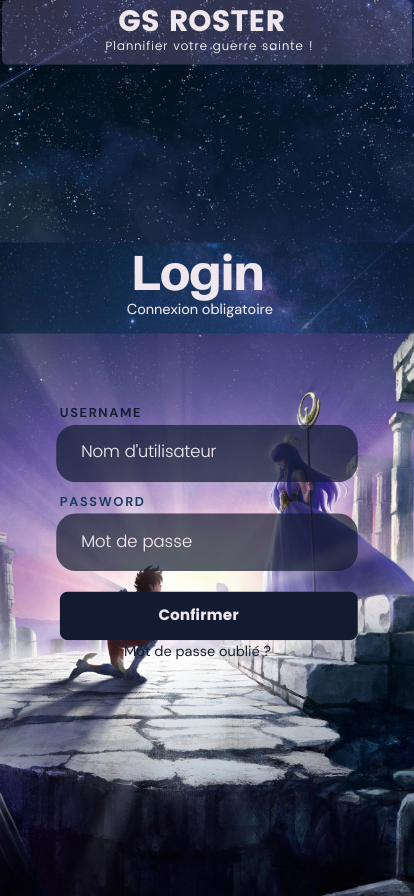 GS ROSTER
Plannifier votre guerre sainte !
Login
Connexion obligatoire
USERNAME
Nom d'utilisateur
PASSWORD
Mot de passe
Confirmer
Mot de passe oublié ?